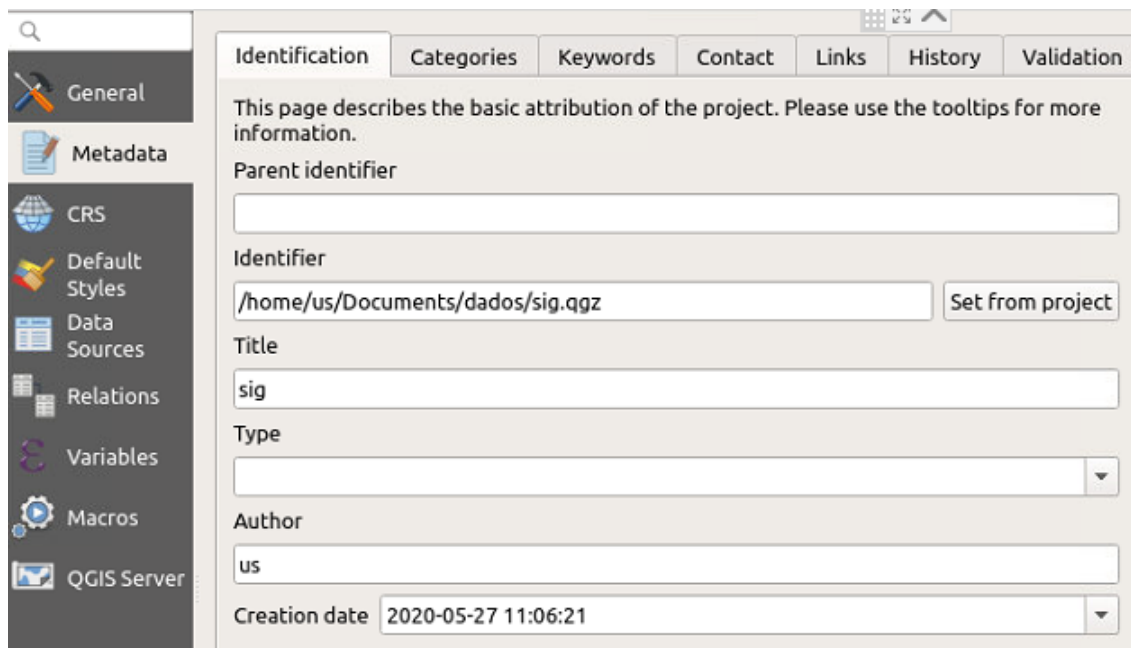 General
Metadata
CRS
Default
Styles
Data
Sources
Relations
Variables
Macros
QGIS Server
Identification Categories Keywords Contact Links History Validation
This page describes the basic attribution of the project. Please use the tooltips for more
information.
Parent identifier
Identifier
/home/us/Documents/dados/sig.qgz Set from project
Title
sig
Type
Author
us
Creation date 2020-05-27 11:06:21